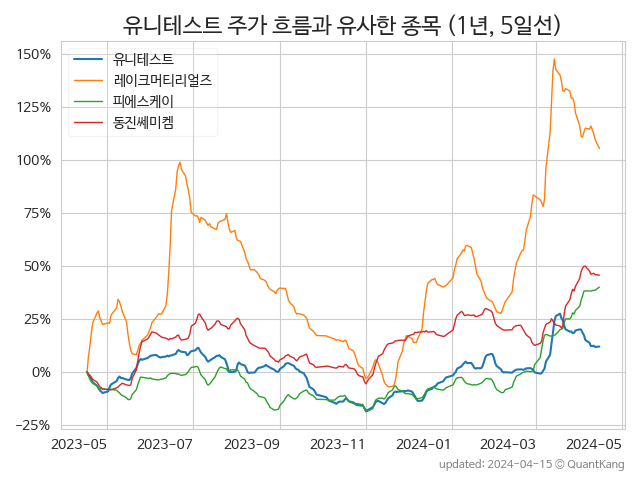 유니테스트 주가 흐름과 유사한 종목 (1년, 5일선)
150%
125%
100%
75%
50%
25%
0%
−25%
유니테스트
레이크머티리얼즈
피에스케이
동진쎄미켐
2023-05 2023-07 2023-09 2023-11 2024-01 2024-03 2024-05
updated: 2024-04-15 © QuantKang